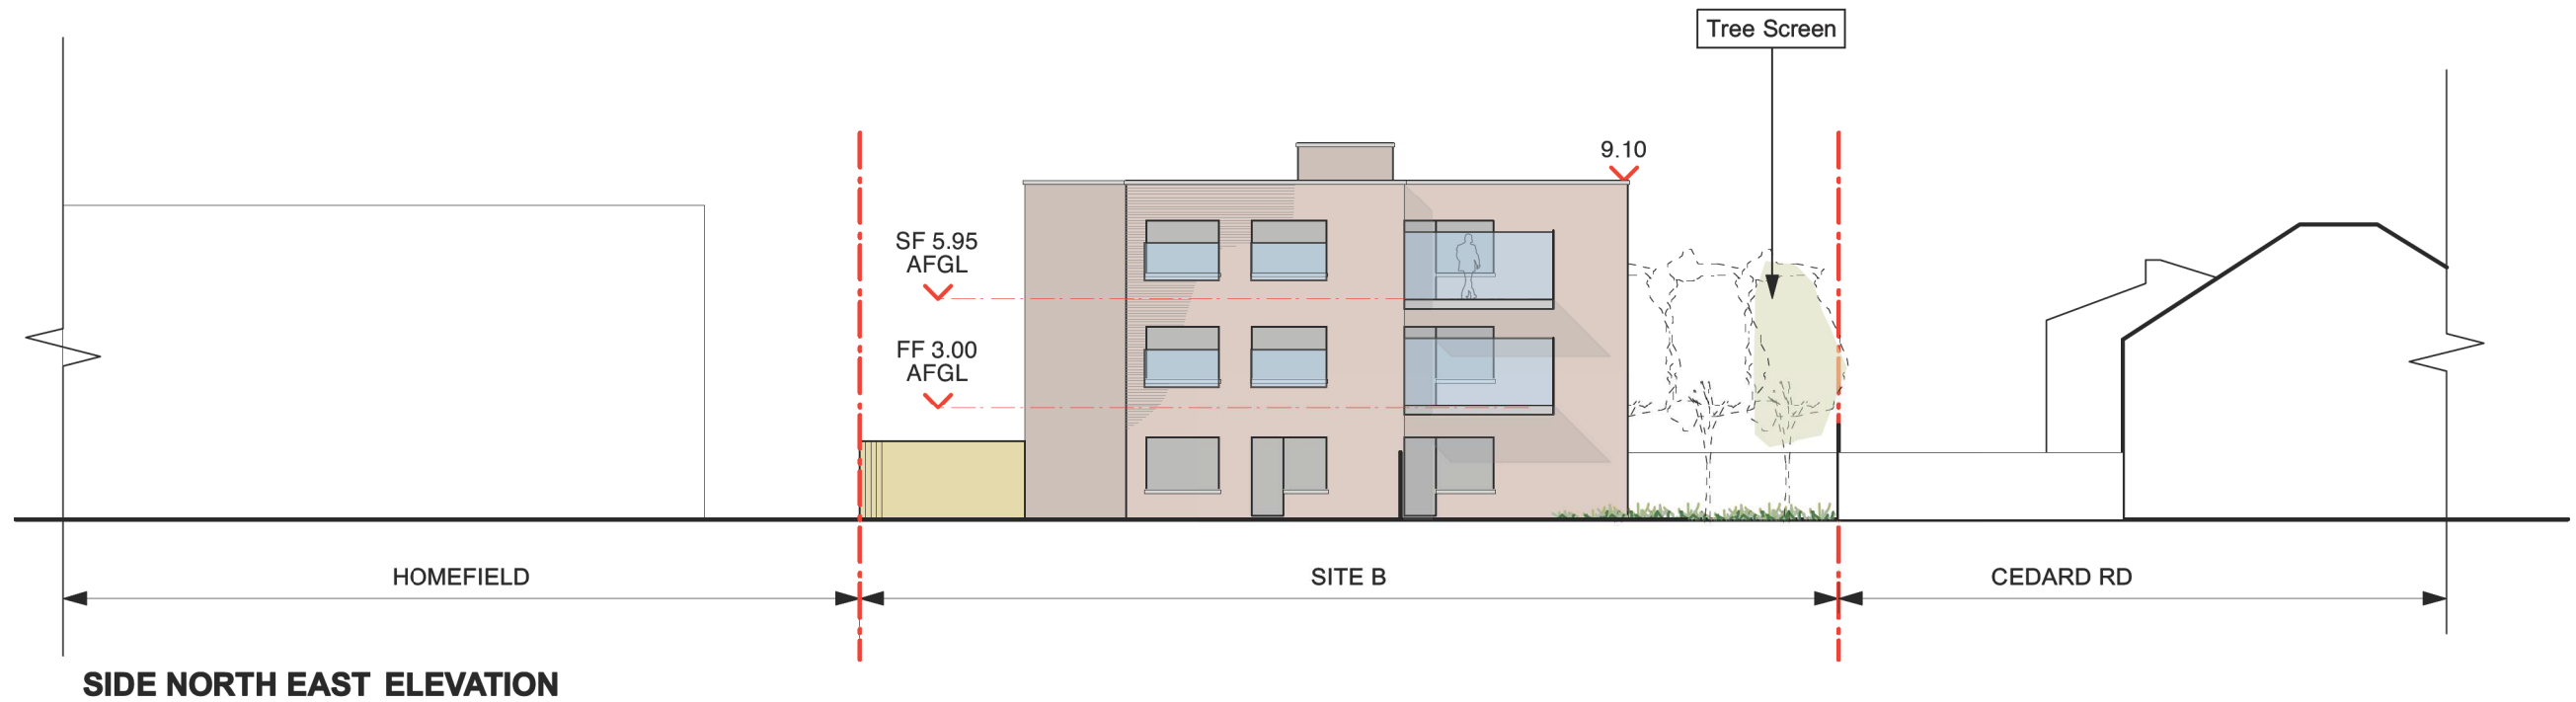 Tree Screen
9.10
SF 5.95
AFGL
FF 3.00
AFGL
HOMEFIELD
SITE B
CEDARD RD
SIDE NORTH EAST ELEVATION